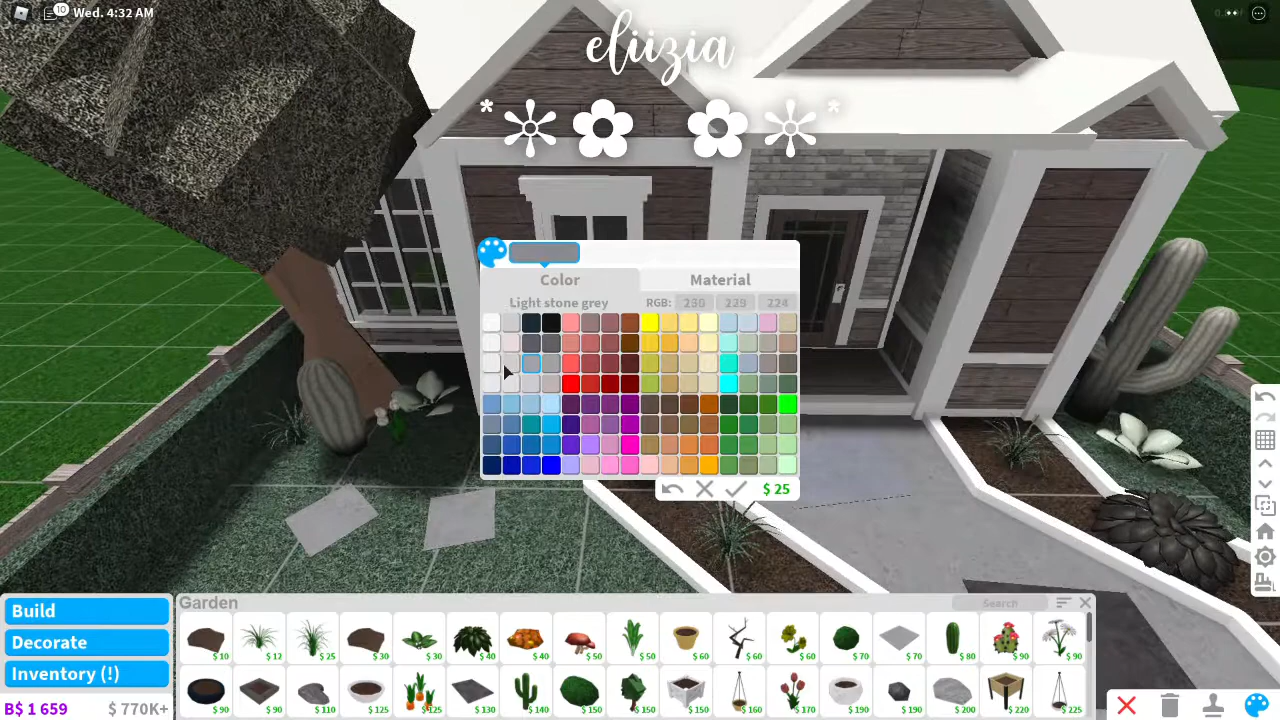 10 Wed. 4:32 AM
eliizia
Color
Material
Light stone grey
RGB:
229
224
$ 25
Build
Decorate
Inventory (!)
B$ 1 659
$ 770K+
Garden
Search
$ 10
$ 12
$ 25
$ 30
$ 30
$ 40
$ 40
$ 50
$ 50
$ 60
$ 60
$ 60
$ 70
$ 70
$ 80
$ 90
$ 90
$ 90
$ 90
$ 110
$ 125
$ 125
$ 130
$ 140
$ 150
$ 150
$ 150
$ 160
$ 170
$ 190
$ 190
$ 200
$ 220
$ 225